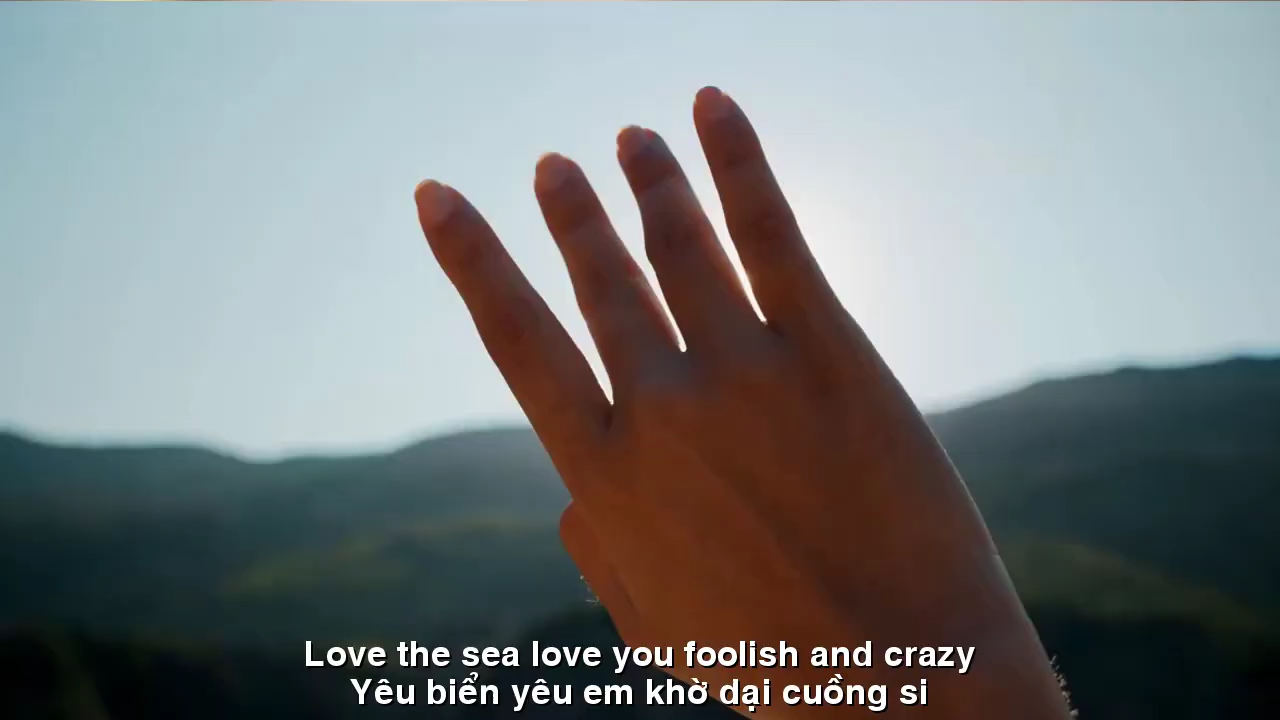 Love the sea love you foolish and crazy
Yêu biển yêu em khờ dại cuồng si